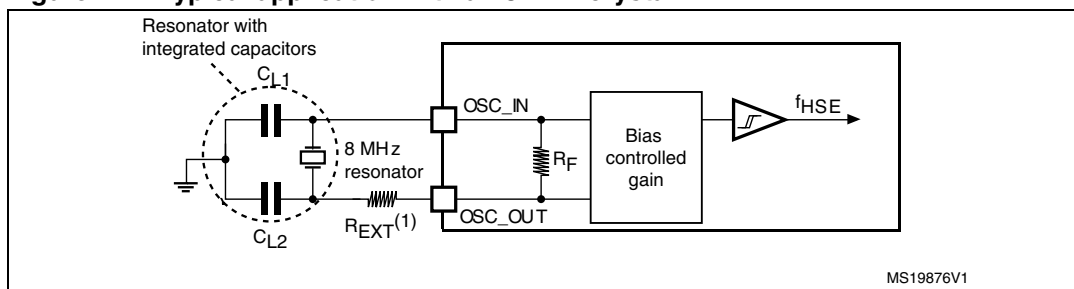 Resonator with
integrated capacitors
CL1
OSC_IN
fHSE
8 MHz
resonator
RF
Bias
controlled
gain
REXT(1)
OSC_OUT
CL2
MS19876V1